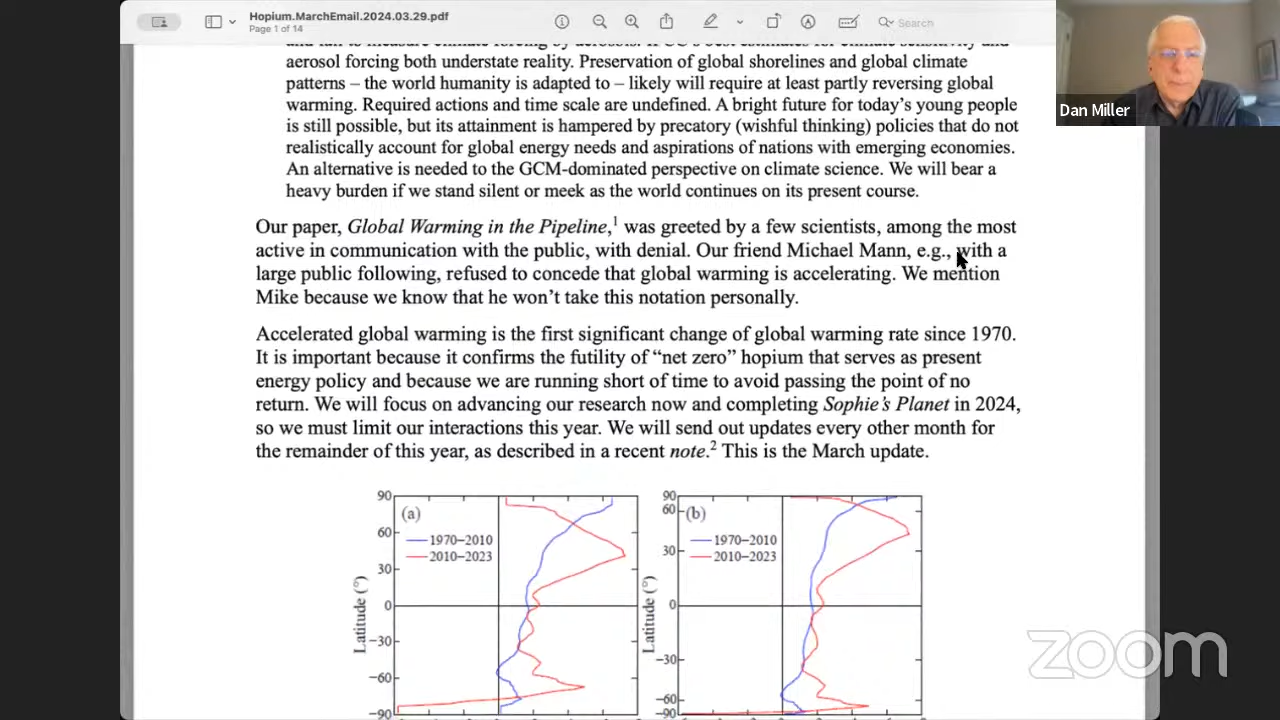 Hopium.MarchEmail.2024.03.29.pdf
Page 1 of 14
Search
Dan Miller
and fail to measure climate forcing by aerosols. IPCC's best estimates for climate sensitivity and
aerosol forcing both understate reality. Preservation of global shorelines and global climate
patterns – the world humanity is adapted to – likely will require at least partly reversing global
warming. Required actions and time scale are undefined. A bright future for today's young people
is still possible, but its attainment is hampered by precatory (wishful thinking) policies that do not
realistically account for global energy needs and aspirations of nations with emerging economies.
An alternative is needed to the GCM-dominated perspective on climate science. We will bear a
heavy burden if we stand silent or meek as the world continues on its present course.
Our paper, Global Warming in the Pipeline,1 was greeted by a few scientists, among the most
active in communication with the public, with denial. Our friend Michael Mann, e.g., with a
large public following, refused to concede that global warming is accelerating. We mention
Mike because we know that he won't take this notation personally.
Accelerated global warming is the first significant change of global warming rate since 1970.
It is important because it confirms the futility of "net zero" hopium that serves as present
energy policy and because we are running short of time to avoid passing the point of no
return. We will focus on advancing our research now and completing Sophie's Planet in 2024,
so we must limit our interactions this year. We will send out updates every other month for
the remainder of this year, as described in a recent note.2 This is the March update.
(a)
1970–2010
2010–2023
Latitude (°)
90
60
30
0
−30
−60
−90
(b)
1970–2010
2010–2023
Latitude (°)
90
60
30
0
−30
−60
−90
zoom